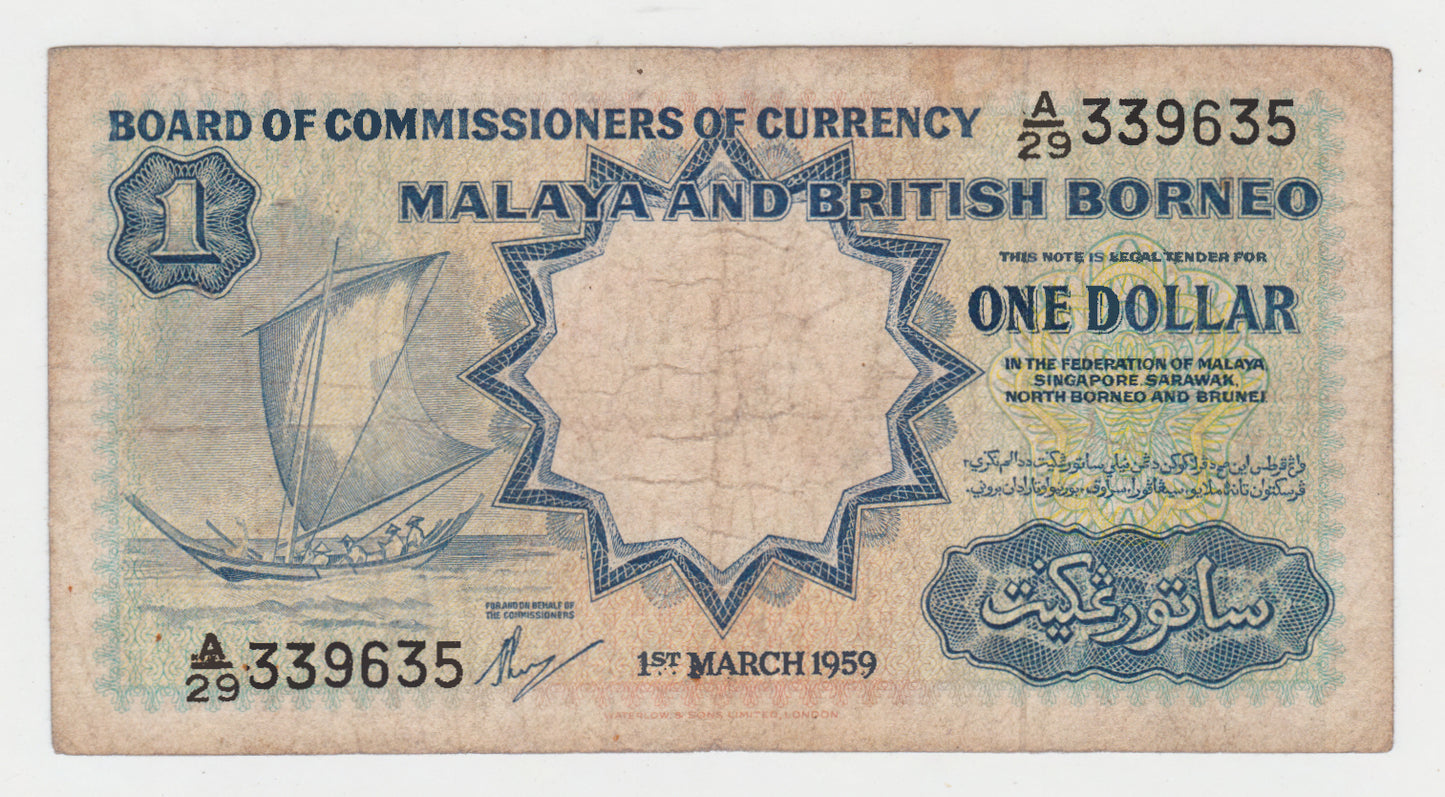 BOARD OF COMMISSIONERS OF CURRENCY
A/29 339635
1
MALAYA AND BRITISH BORNEO
THIS NOTE IS LEGAL TENDER FOR
ONE DOLLAR
IN THE FEDERATION OF MALAYA
SINGAPORE, SARAWAK,
NORTH BORNEO AND BRUNEI
ساتو رڠݢيت
FOR AND ON BEHALF OF
THE COMMISSIONERS
A/29 339635
1ST MARCH 1959
WATERLOW & SONS LIMITED, LONDON